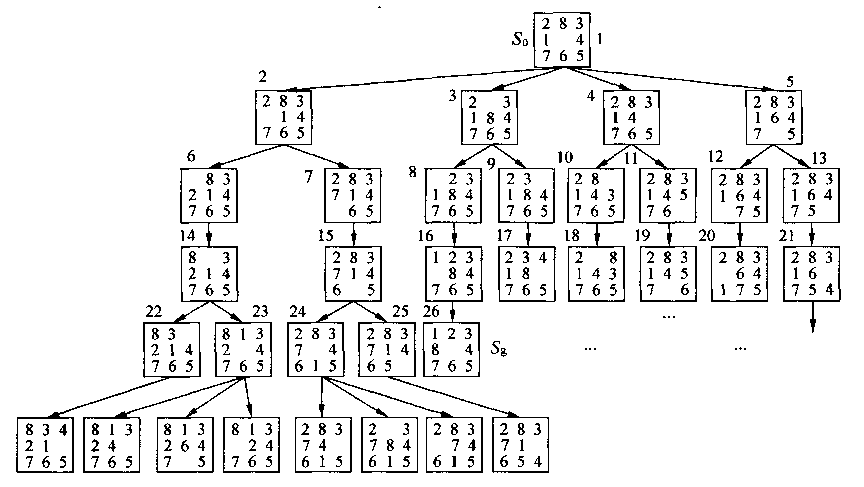 S₀
2 8 3
1 4
7 6 5
1
2
2 8 3
1 4
7 6 5
3
2 3
1 8 4
7 6 5
4
2 8 3
1 4
7 6 5
5
2 8 3
1 6 4
7 5
6
8 3
2 1 4
7 6 5
7
2 8 3
7 1 4
6 5
8
2 3
1 8 4
7 6 5
9
2 3
1 8 4
7 6 5
10
2 8
1 4 3
7 6 5
11
2 8 3
1 4 5
7 6
12
2 8 3
1 6 4
7 5
13
2 8 3
1 6 4
7 5
14
8 3
2 1 4
7 6 5
15
2 8 3
7 1 4
6 5
16
1 2 3
8 4
7 6 5
17
2 3 4
1 8
7 6 5
18
2 8
1 4 3
7 6 5
19
2 8 3
1 4 5
7 6
20
2 8 3
6 4
1 7 5
21
2 8 3
1 6
7 5 4
...
22
8 3
2 1 4
7 6 5
23
8 1 3
2 4
7 6 5
24
2 8 3
7 4
6 1 5
25
2 8 3
7 1 4
6 5
26
1 2 3
8 4
7 6 5
Sg
...
...
8 3 4
2 1
7 6 5
8 1 3
2 4
7 6 5
8 1 3
2 6 4
7 5
8 1 3
2 4
7 6 5
2 8 3
7 4
6 1 5
2 3
7 8 4
6 1 5
2 8 3
7 4
6 1 5
2 8 3
7 1
6 5 4